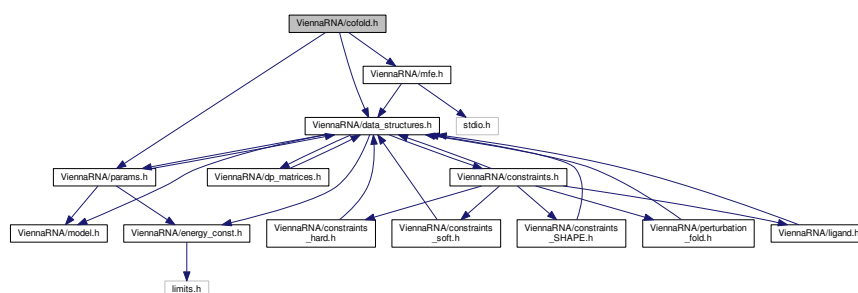 ViennaRNA/cofold.h
ViennaRNA/mfe.h
ViennaRNA/data_structures.h
stdio.h
ViennaRNA/params.h
ViennaRNA/dp_matrices.h
ViennaRNA/constraints.h
ViennaRNA/model.h
ViennaRNA/energy_const.h
ViennaRNA/constraints
_hard.h
ViennaRNA/constraints
_soft.h
ViennaRNA/constraints
_SHAPE.h
ViennaRNA/perturbation
_fold.h
ViennaRNA/ligand.h
limits.h